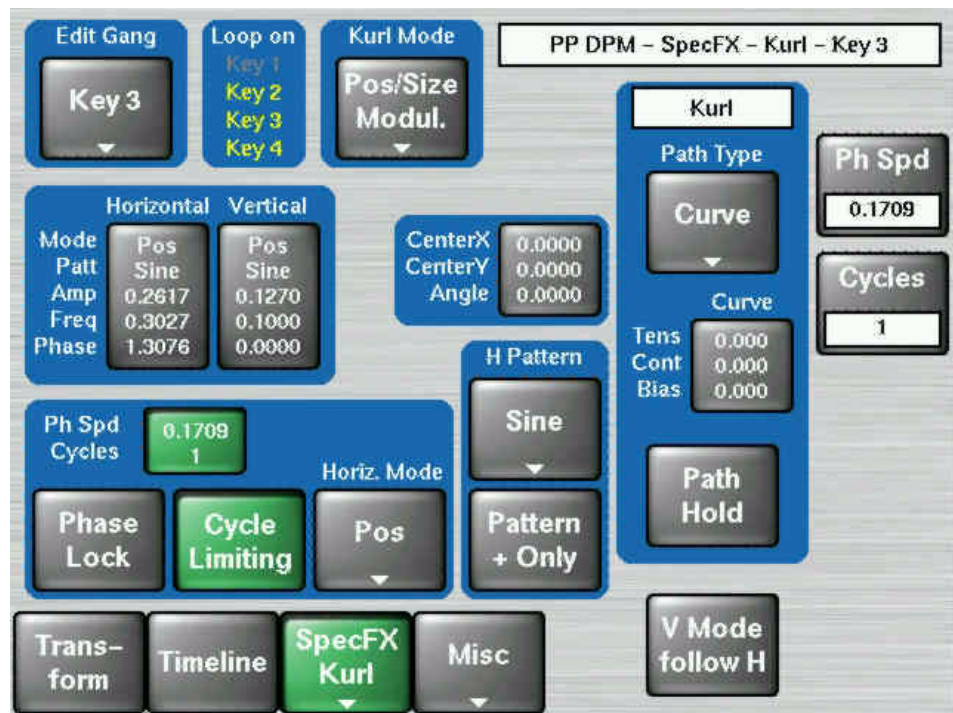 Edit Gang
Key 3
Loop on
Key 1
Key 2
Key 3
Key 4
Kurl Mode
Pos/Size
Modul.
PP DPM – SpecFX – Kurl – Key 3
Kurl
Path Type
Curve
Ph Spd
0.1709
Cycles
1
Horizontal Vertical
Mode Pos Pos
Patt Sine Sine
Amp 0.2617 0.1270
Freq 0.3027 0.1000
Phase 1.3076 0.0000
CenterX 0.0000
CenterY 0.0000
Angle 0.0000
Curve
Tens 0.000
Cont 0.000
Bias 0.000
H Pattern
Sine
Pattern
+ Only
Path
Hold
Ph Spd 0.1709
Cycles 1
Horiz. Mode
Phase
Lock
Cycle
Limiting
Pos
Trans–
form
Timeline
SpecFX
Kurl
Misc
V Mode
follow H